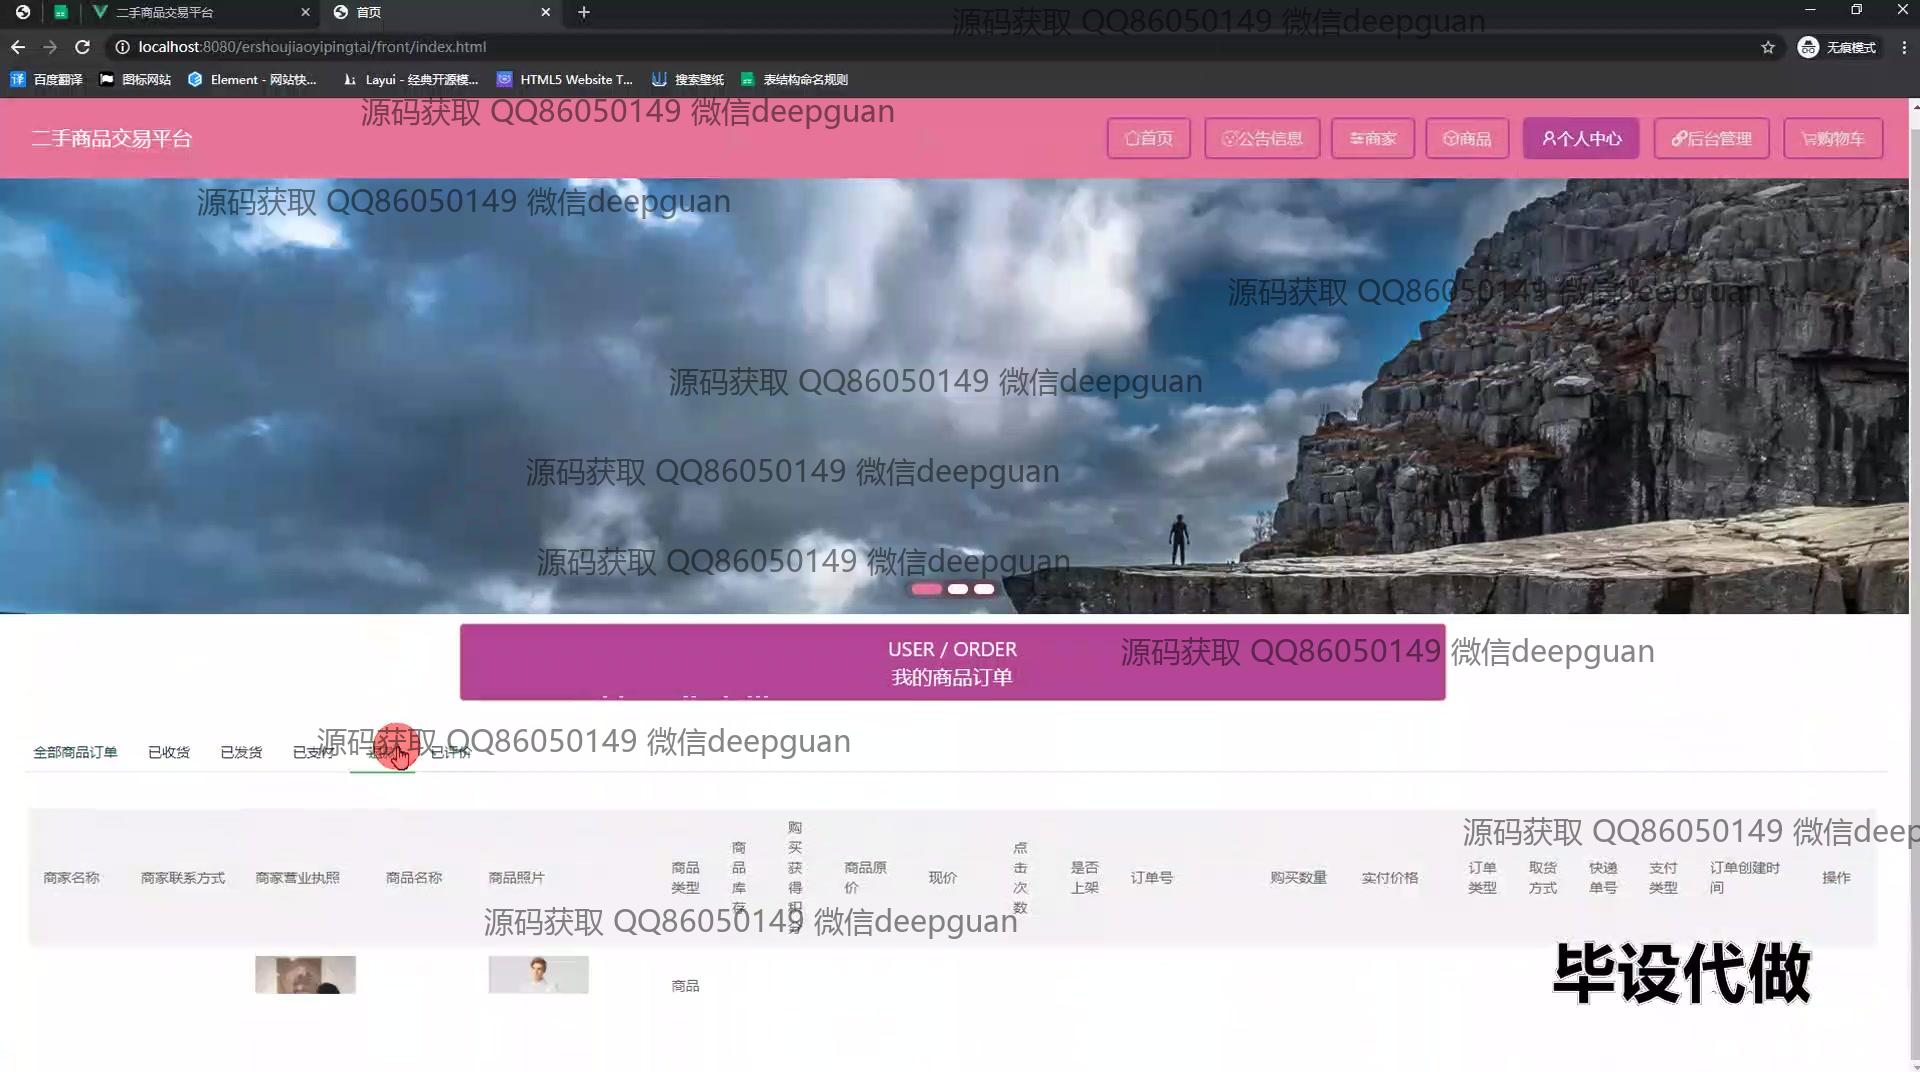 二手商品交易平台
首页
源码获取 QQ86050149 微信deepguan
localhost:8080/ershoujiaoyipingtai/front/index.html
无痕模式
百度翻译
图标网站
Element - 网站快...
Layui - 经典开源模...
HTML5 Website T...
搜索壁纸
表结构命名规则
源码获取 QQ86050149 微信deepguan
二手商品交易平台
首页
公告信息
商家
商品
个人中心
后台管理
购物车
源码获取 QQ86050149 微信deepguan
源码获取 QQ86050149 微信deepguan
源码获取 QQ86050149 微信deepguan
源码获取 QQ86050149 微信deepguan
源码获取 QQ86050149 微信deepguan
USER / ORDER
我的商品订单
源码获取 QQ86050149 微信deepguan
源码获取 QQ86050149 微信deepguan
全部商品订单
已收货
已发货
已支付
已评价
源码获取 QQ86050149 微信deep
商家名称
商家联系方式
商家营业执照
商品名称
商品照片
商品
类型
商
品
库
存
购
买
获
得
积
分
商品原
价
现价
点
击
次
数
是否
上架
订单号
购买数量
实付价格
订单
类型
取货
方式
快递
单号
支付
类型
订单创建时
间
操作
源码获取 QQ86050149 微信deepguan
商品
毕设代做